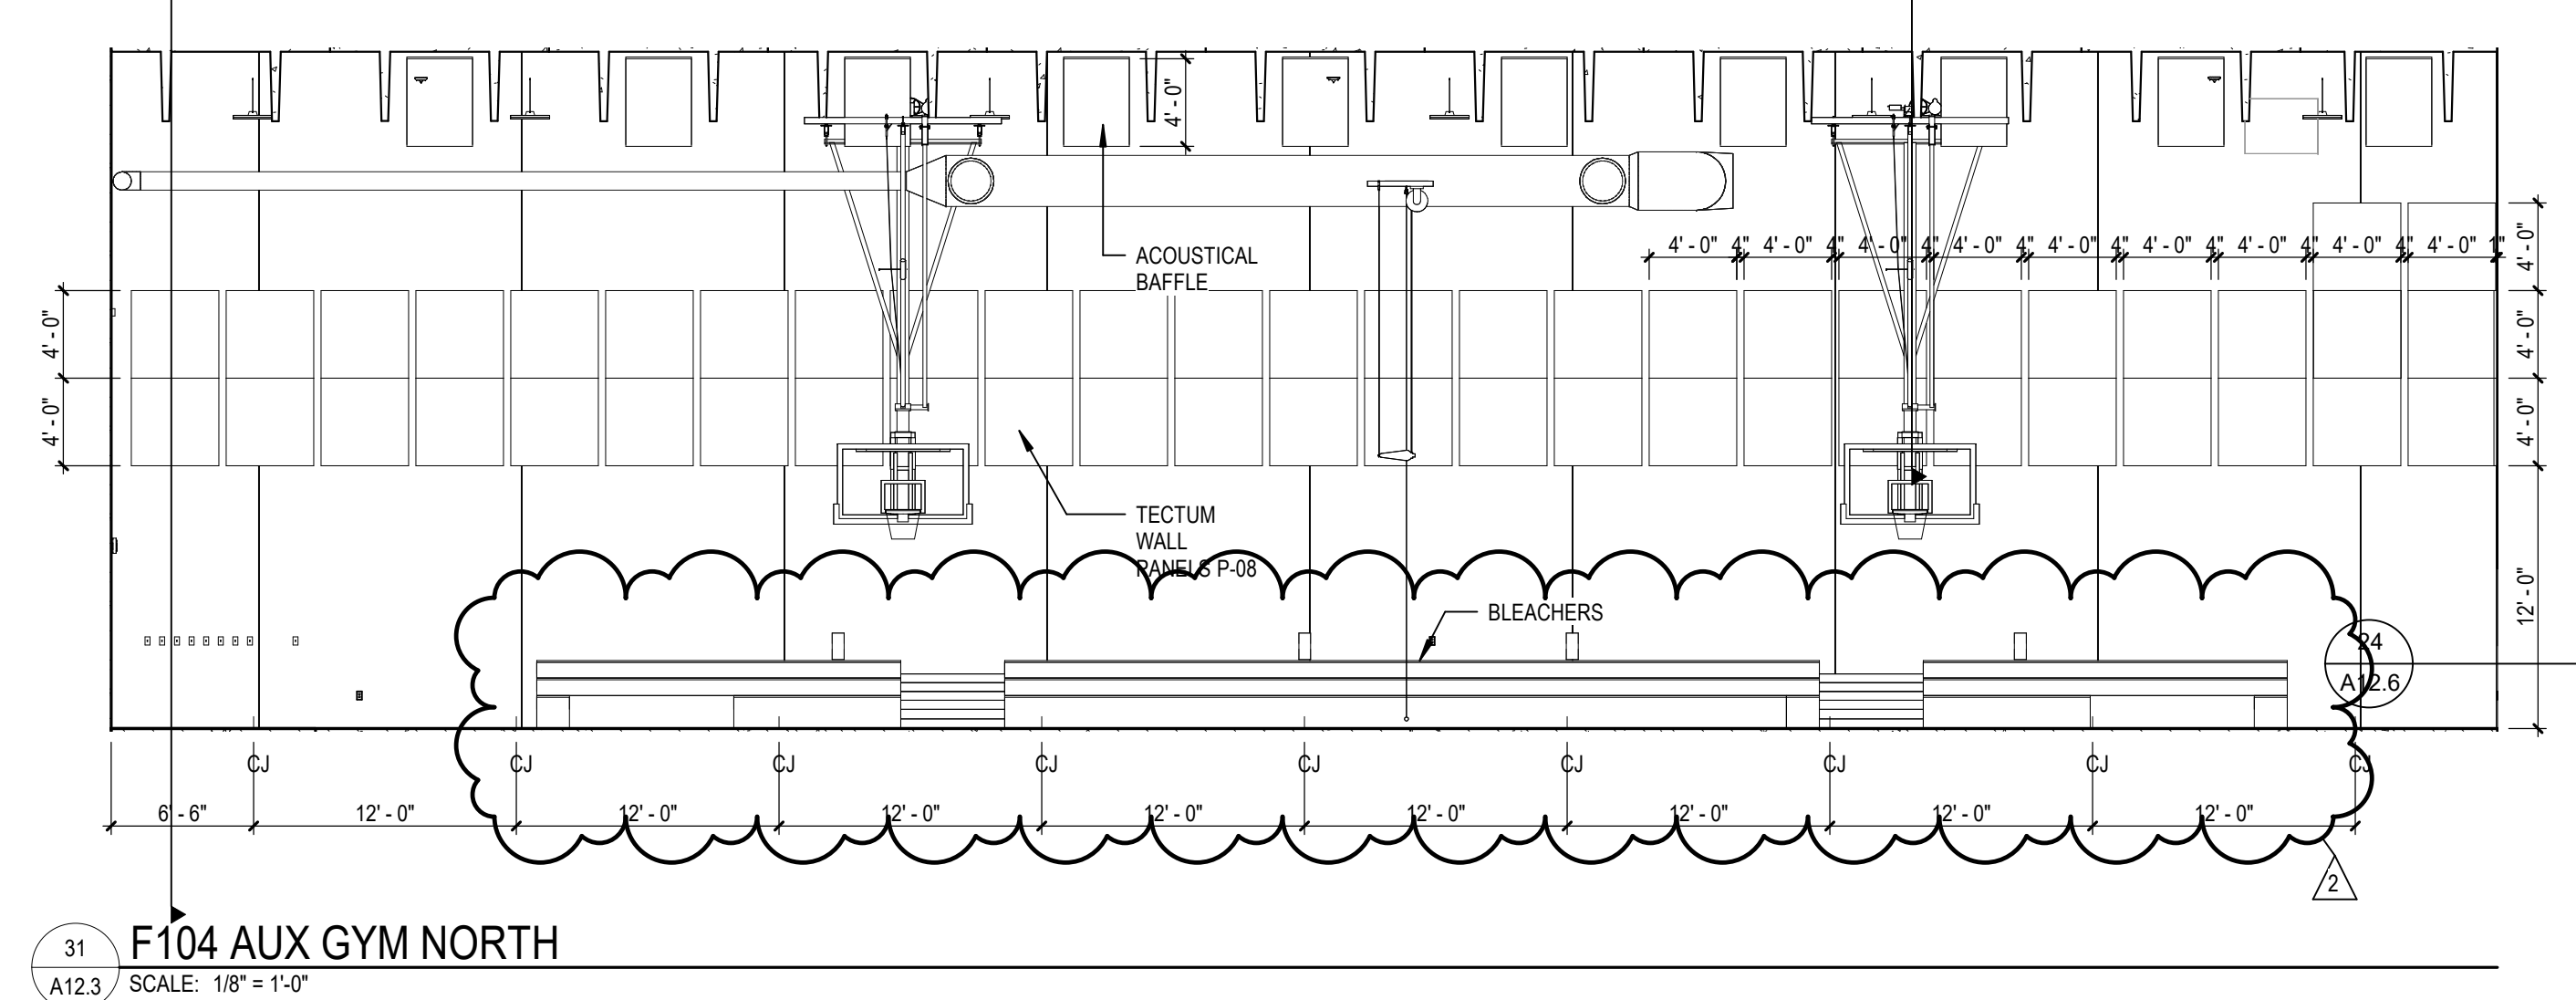 4' - 0"
ACOUSTICAL
BAFFLE
4' - 0" 4" 4' - 0" 4" 4' - 0" 4" 4' - 0" 4" 4' - 0" 4" 4' - 0" 4" 4' - 0" 4" 4' - 0" 4" 4' - 0" 1"
4' - 0"
4' - 0"
4' - 0"
4' - 0"
4' - 0"
TECTUM
WALL
PANELS P-08
BLEACHERS
12' - 0"
24
A12.6
CJ CJ CJ CJ CJ CJ CJ CJ CJ
6' - 6" 12' - 0" 12' - 0" 12' - 0" 12' - 0" 12' - 0" 12' - 0" 12' - 0" 12' - 0"
2
31
F104 AUX GYM NORTH
A12.3
SCALE: 1/8" = 1'-0"